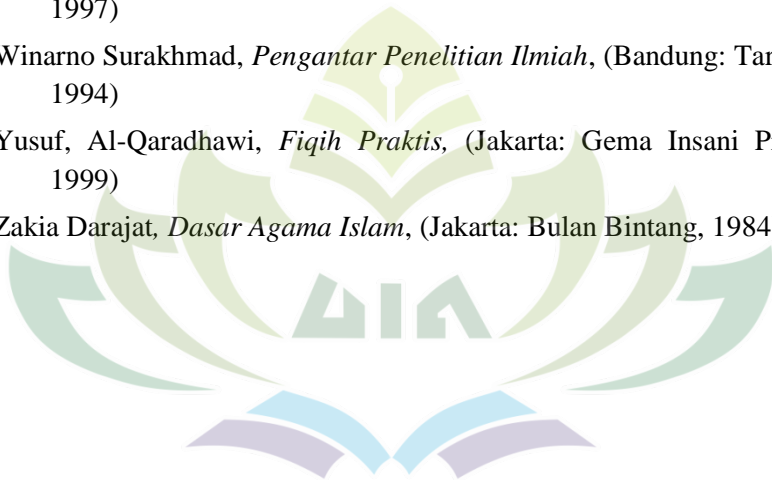 1997)
Winarno Surakhmad, Pengantar Penelitian Ilmiah, (Bandung: Tar
1994)
Yusuf, Al-Qaradhawi, Fiqih Praktis, (Jakarta: Gema Insani
1999)
Zakia Darajat, Dasar Agama Islam, (Jakarta: Bulan Bintang, 1984
UIN